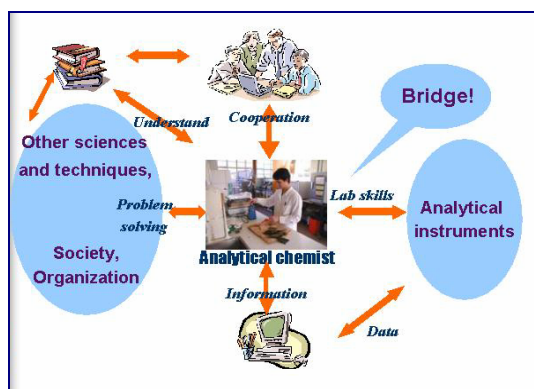 Bridge!
Understand
Cooperation
Other sciences
and techniques,
Society,
Organization
Problem
solving
Lab skills
Analytical
instruments
Analytical chemist
Information
Data